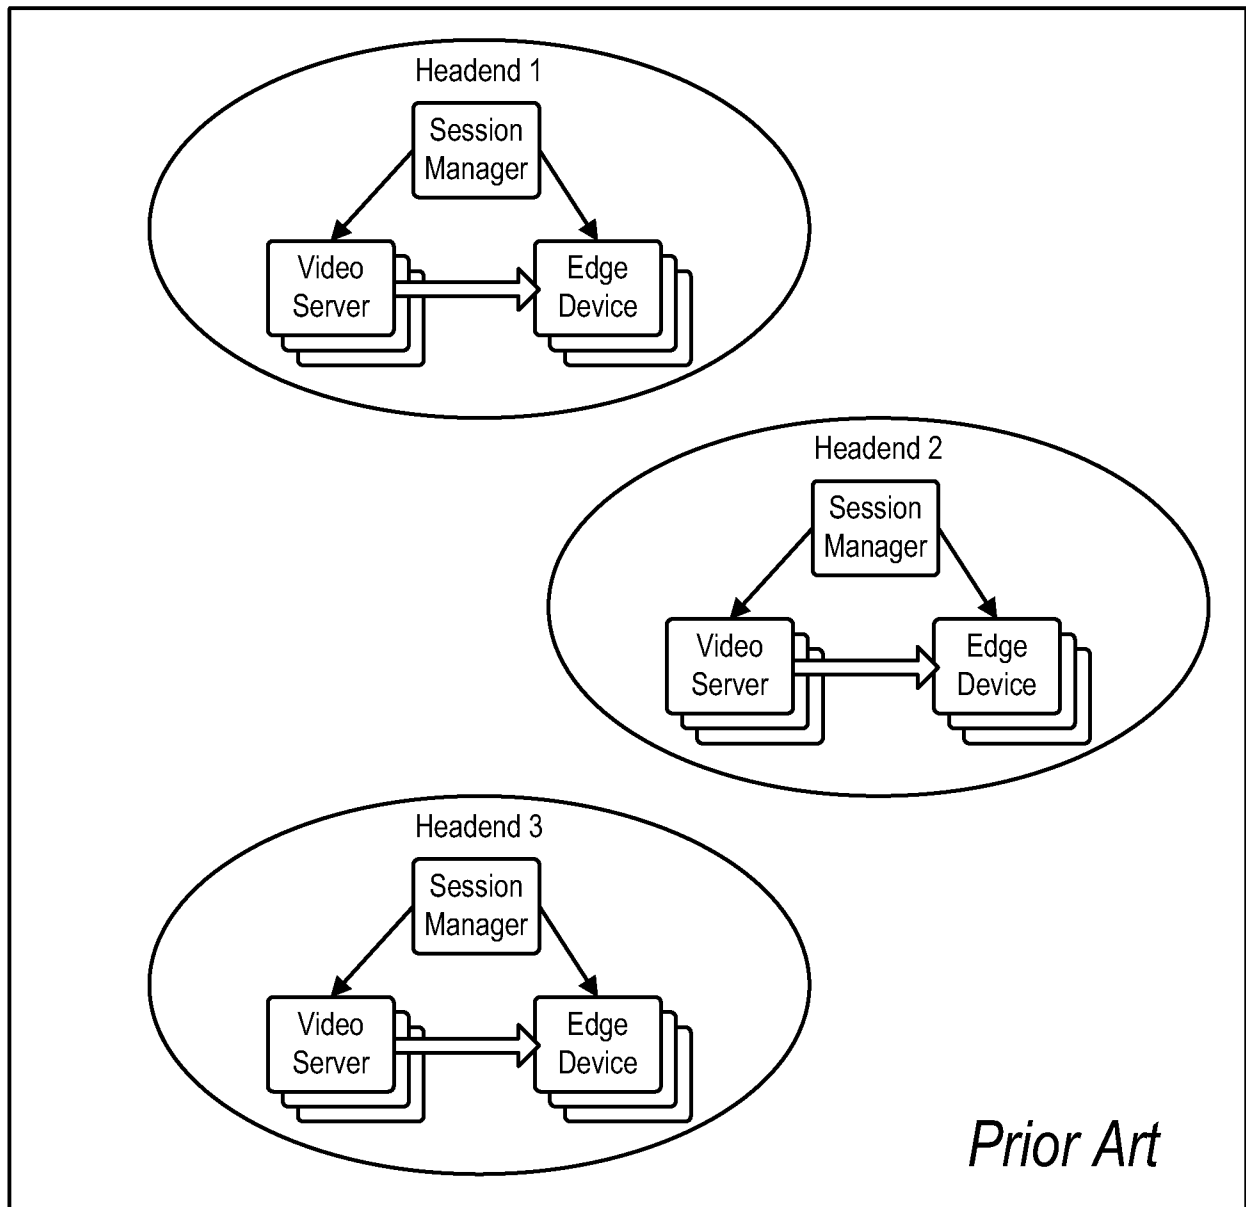 Headend 1
Session
Manager
Video
Server
Edge
Device
Headend 2
Session
Manager
Video
Server
Edge
Device
Headend 3
Session
Manager
Video
Server
Edge
Device
Prior Art